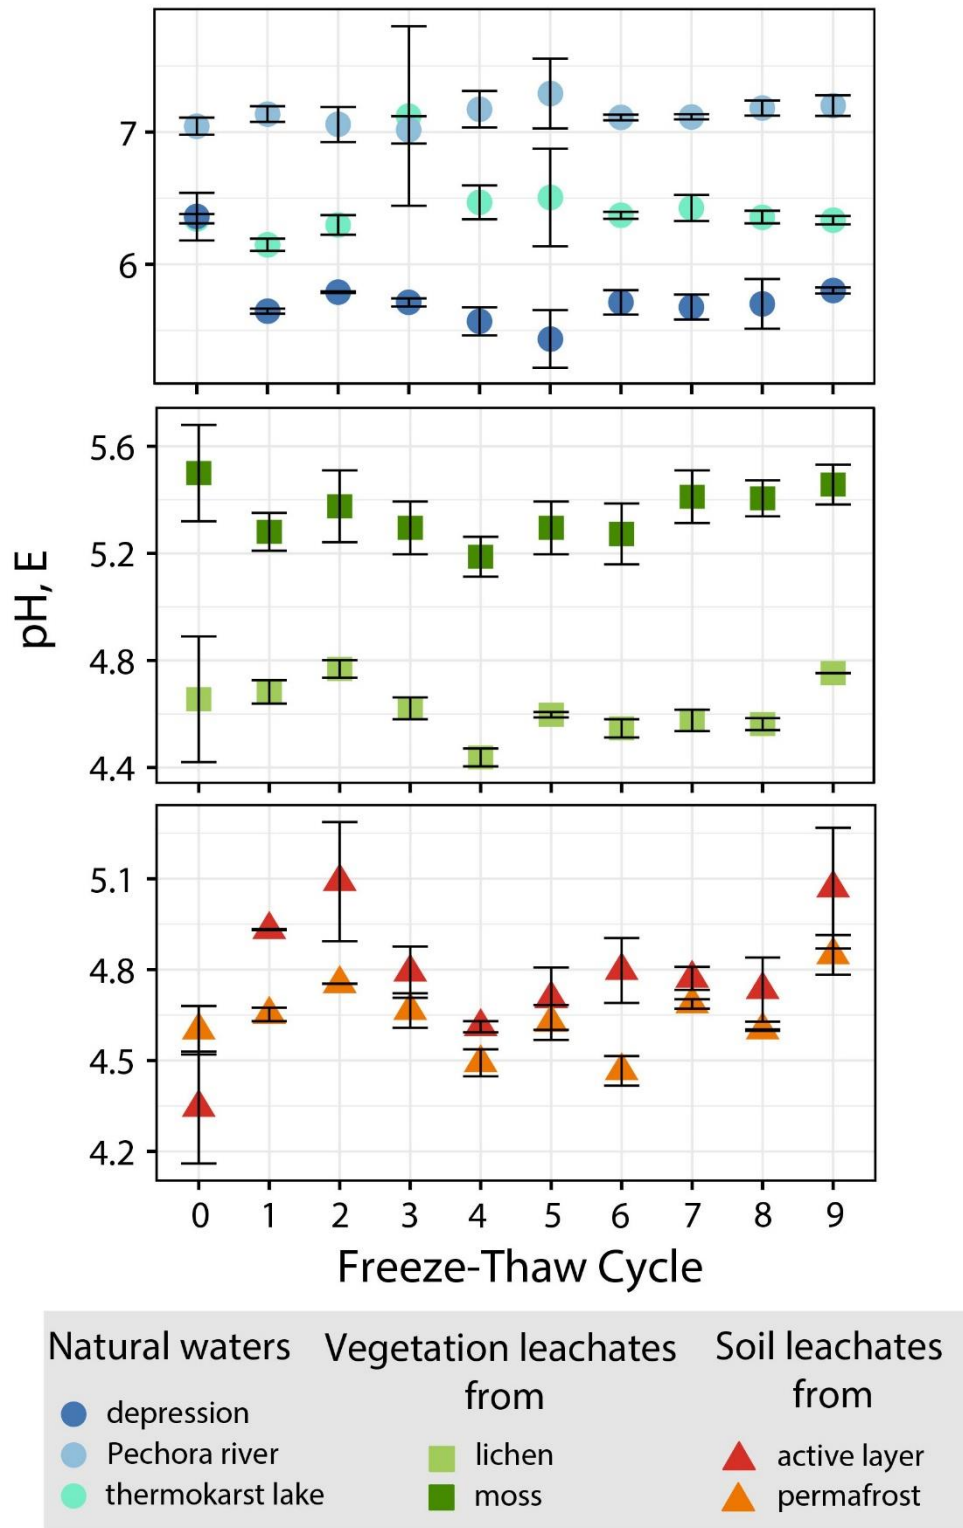 7
6
pH, E
5.6
5.2
4.8
4.4
5.1
4.8
4.5
4.2
0 1 2 3 4 5 6 7 8 9
Freeze-Thaw Cycle
Natural waters
depression
Pechora river
thermokarst lake
Vegetation leachates
from
lichen
moss
Soil leachates
from
active layer
permafrost